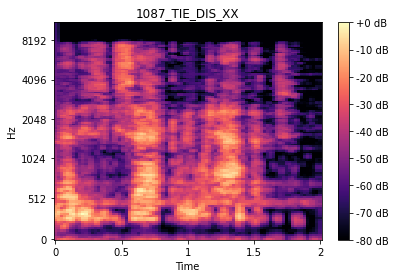 1087_TIE_DIS_XX
+0 dB
8192
-10 dB
4096
-20 dB
-30 dB
2048
Hz
-40 dB
1024
-50 dB
512
-60 dB
-70 dB
0
-80 dB
0
0.5
1
1.5
2
Time